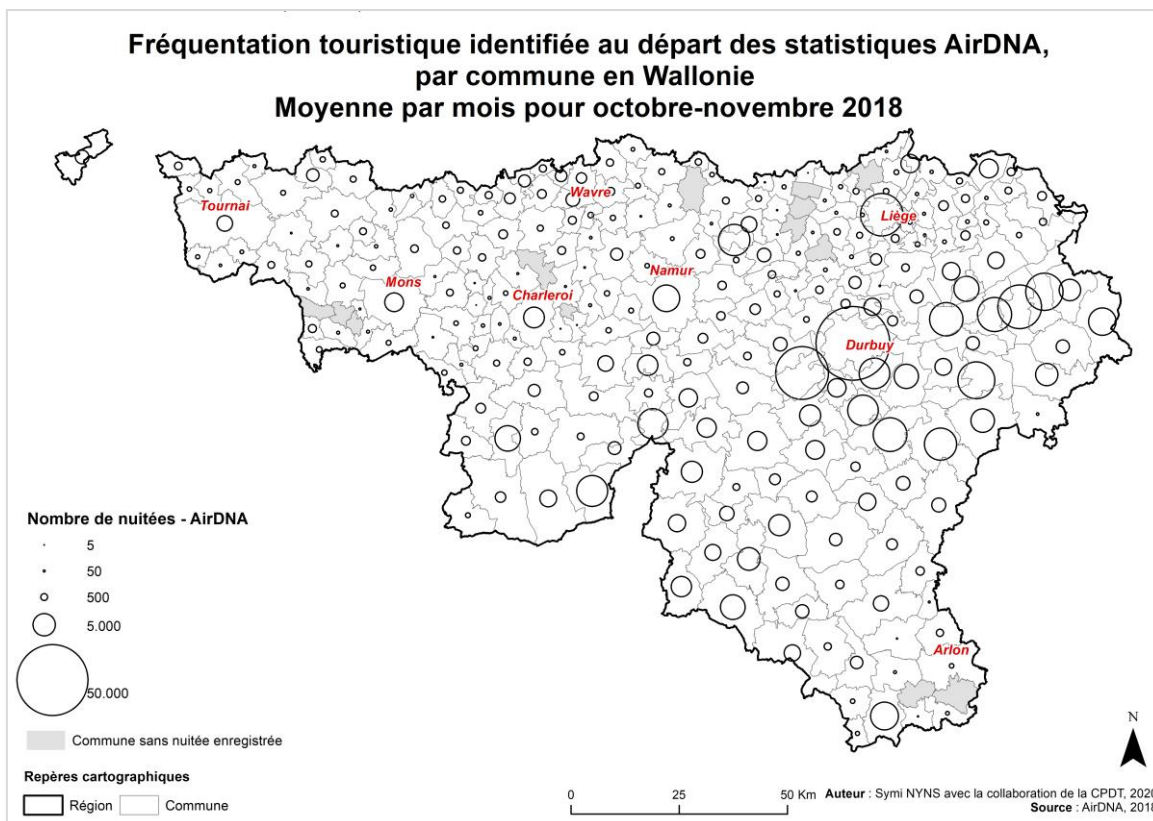 Fréquentation touristique identifiée au départ des statistiques AirDNA,
par commune en Wallonie
Moyenne par mois pour octobre-novembre 2018
Tournai
Wavre
Liège
Mons
Charleroi
Namur
Durbuy
Arlon
Nombre de nuitées - AirDNA
5
50
500
5.000
50.000
Commune sans nuitée enregistrée
Repères cartographiques
Région
Commune
0 25 50 Km
N
Auteur : Symi NYNS avec la collaboration de la CPDT, 2020
Source : AirDNA, 2018